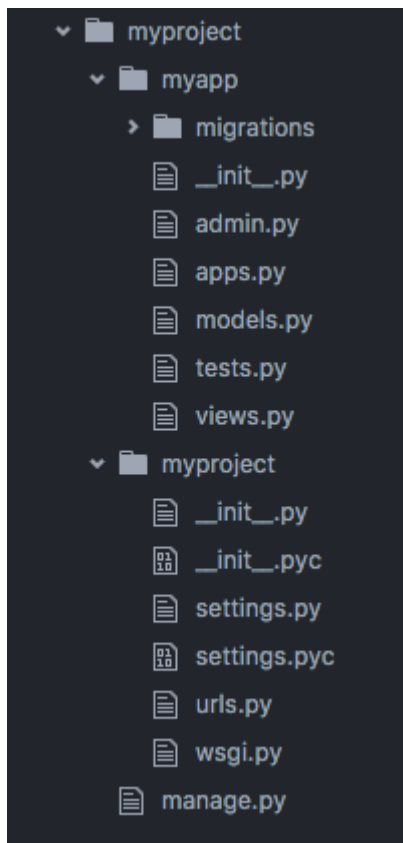 myproject
myapp
migrations
__init__.py
admin.py
apps.py
models.py
tests.py
views.py
myproject
__init__.py
__init__.pyc
settings.py
settings.pyc
urls.py
wsgi.py
manage.py